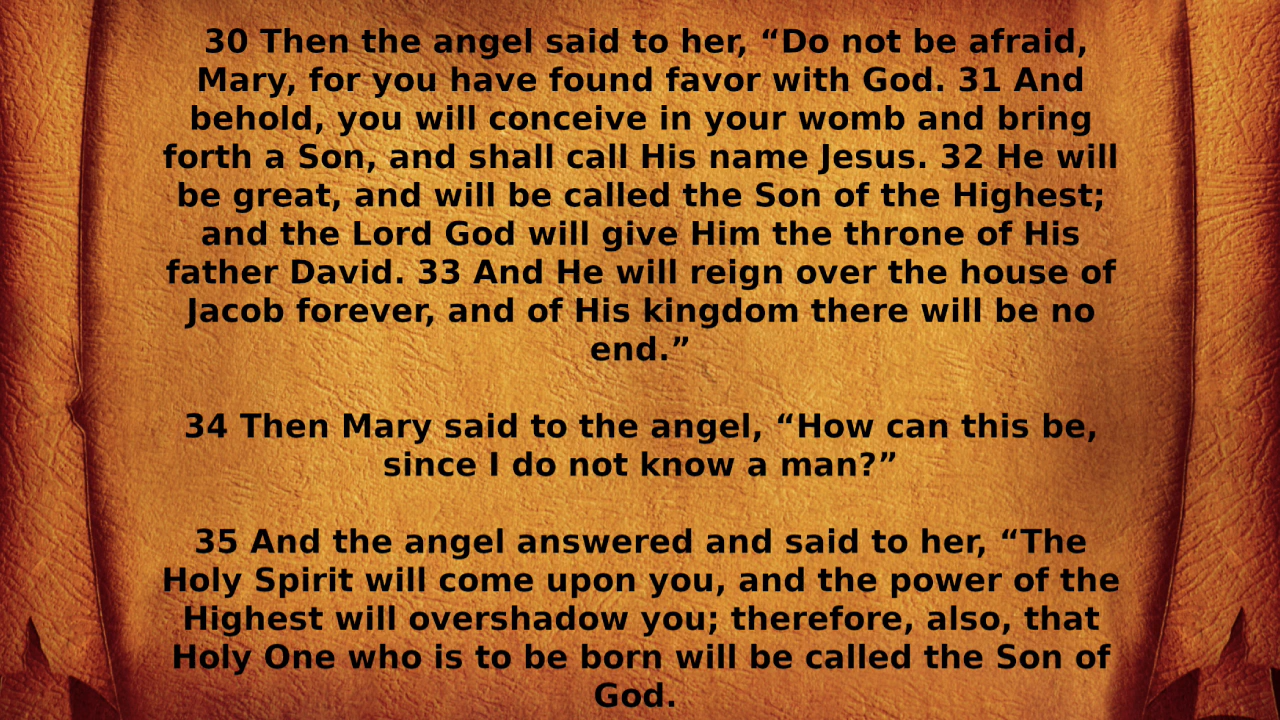 30 Then the angel said to her, “Do not be afraid,
Mary, for you have found favor with God. 31 And
behold, you will conceive in your womb and bring
forth a Son, and shall call His name Jesus. 32 He will
be great, and will be called the Son of the Highest;
and the Lord God will give Him the throne of His
father David. 33 And He will reign over the house of
Jacob forever, and of His kingdom there will be no
end.”
34 Then Mary said to the angel, “How can this be,
since I do not know a man?”
35 And the angel answered and said to her, “The
Holy Spirit will come upon you, and the power of the
Highest will overshadow you; therefore, also, that
Holy One who is to be born will be called the Son of
God.